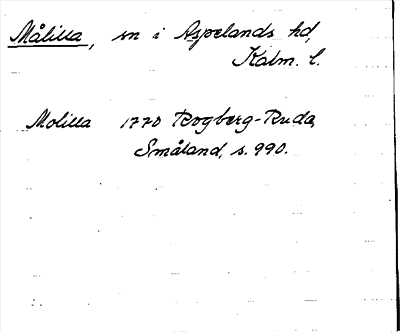 Målilla, sn i Aspelands hd,
Kalm. l.
Molilla 1770 Rogberg-Ruda,
Småland, s. 990.